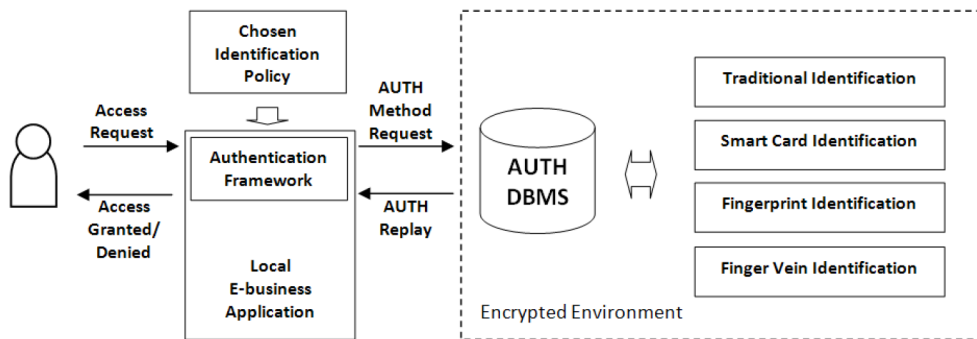 Chosen
Identification
Policy
Access
Request
Access
Granted/
Denied
Authentication
Framework
Local
E-business
Application
AUTH
Method
Request
AUTH
Replay
AUTH
DBMS
Traditional Identification
Smart Card Identification
Fingerprint Identification
Finger Vein Identification
Encrypted Environment